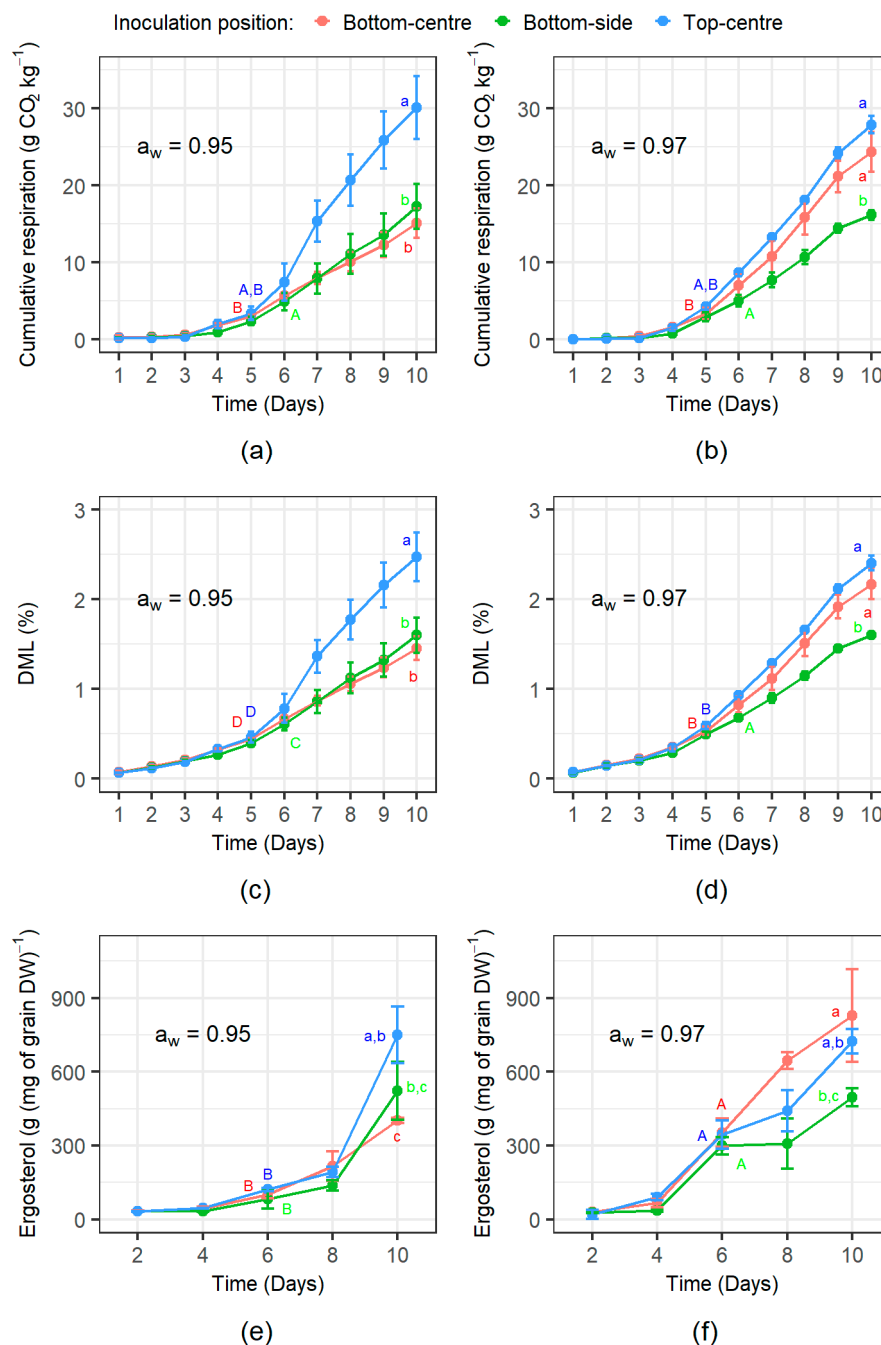 Inoculation position: Bottom-centre Bottom-side Top-centre
Cumulative respiration (g CO₂ kg⁻¹)
30
20
10
0
a_w = 0.95
a
b
b
A,B
B
A
1 2 3 4 5 6 7 8 9 10
Time (Days)
(a)
Cumulative respiration (g CO₂ kg⁻¹)
30
20
10
0
a_w = 0.97
a
a
b
A,B
B
A
1 2 3 4 5 6 7 8 9 10
Time (Days)
(b)
DML (%)
3
2
1
0
a_w = 0.95
a
b
b
D D
C
1 2 3 4 5 6 7 8 9 10
Time (Days)
(c)
DML (%)
3
2
1
0
a_w = 0.97
a
a
b
B
B
A
1 2 3 4 5 6 7 8 9 10
Time (Days)
(d)
Ergosterol (g (mg of grain DW)⁻¹
900
600
300
0
a_w = 0.95
a,b
b,c
c
B
B
B
2 4 6 8 10
Time (Days)
(e)
Ergosterol (g (mg of grain DW)⁻¹
900
600
300
0
a_w = 0.97
a
a,b
b,c
A
A
A
2 4 6 8 10
Time (Days)
(f)